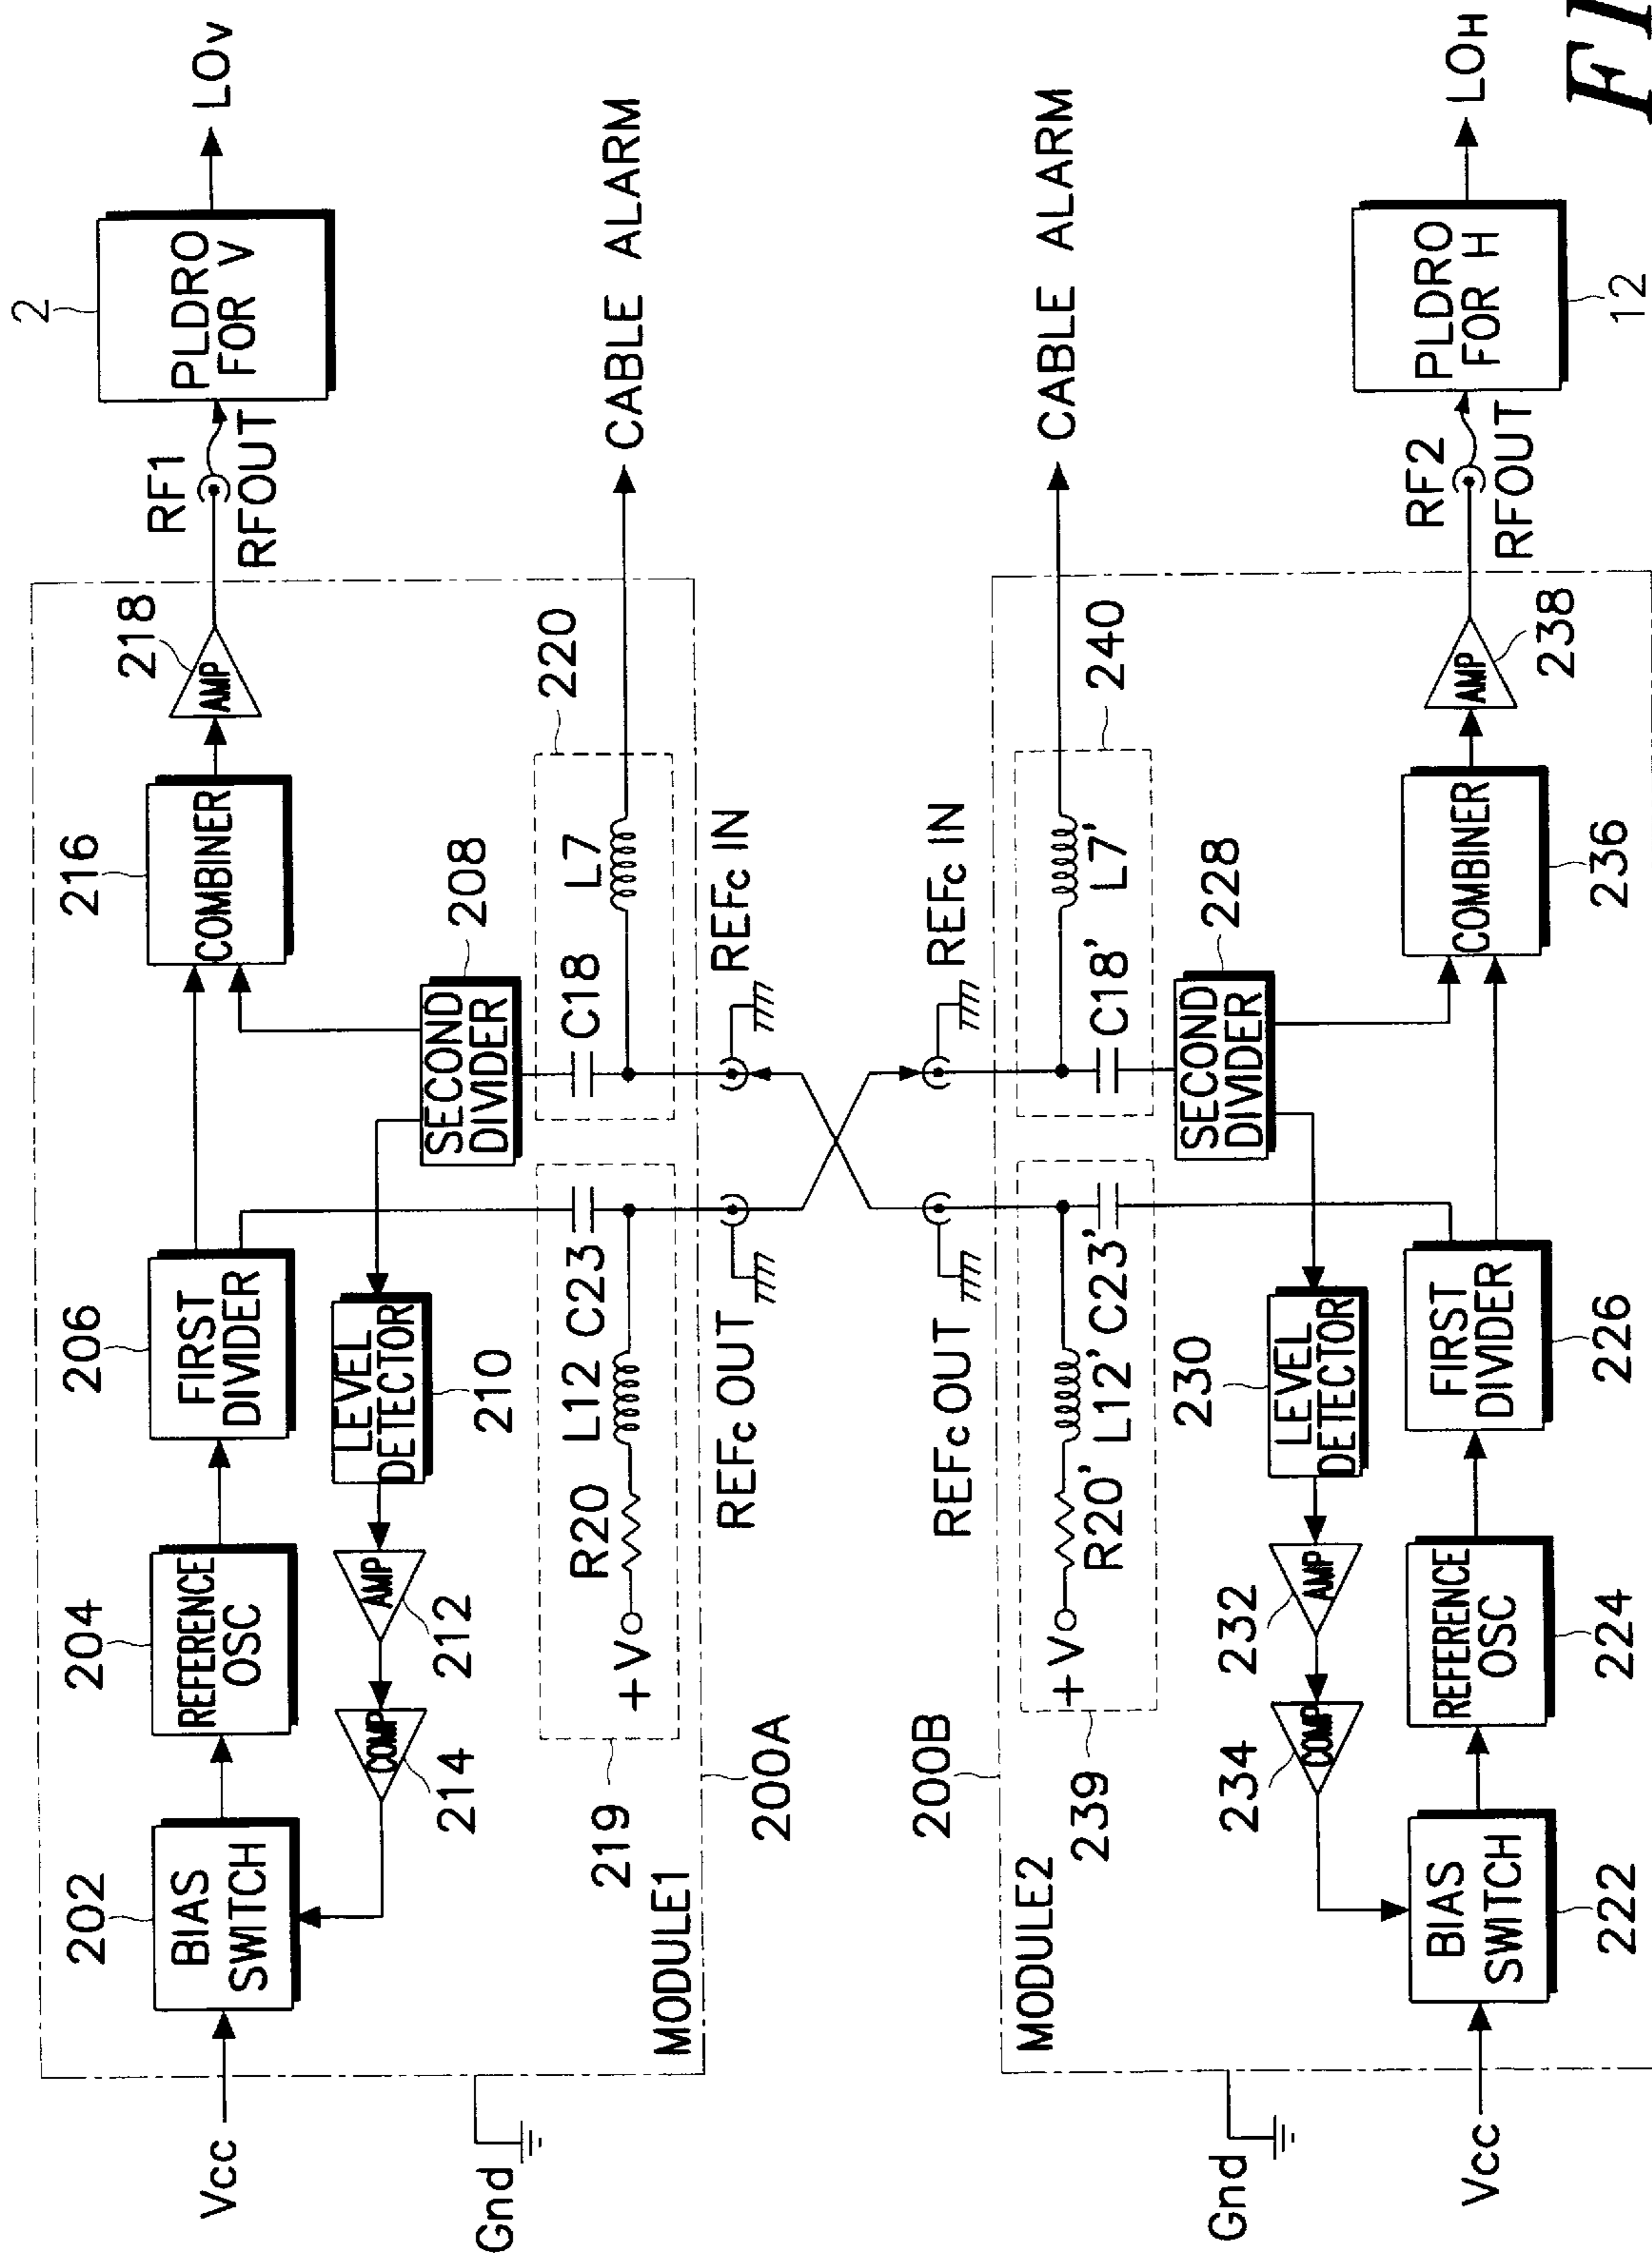 2
PLDRO
FOR V
LOV
RF1
RFOUT
218
AMP
216
COMBINER
206
FIRST
DIVIDER
204
REFERENCE
OSC
202
BIAS
SWITCH
Vcc
208
SECOND
DIVIDER
LEVEL
DETECTOR
210
AMP
212
COMP
214
220
C18
L7
CABLE ALARM
+V
R20
L12
C23
219
MODULE1
200A
Gnd
REFc OUT
REFc IN
REFc OUT
REFc IN
200B
MODULE2
239
+V
R20'
L12'
C23'
C18'
L7'
240
CABLE ALARM
228
SECOND
DIVIDER
230
LEVEL
DETECTOR
232
AMP
234
COMP
Gnd
Vcc
BIAS
SWITCH
222
REFERENCE
OSC
224
FIRST
DIVIDER
226
COMBINER
236
AMP
238
RF2
RFOUT
PLDRO
FOR H
12
LOH